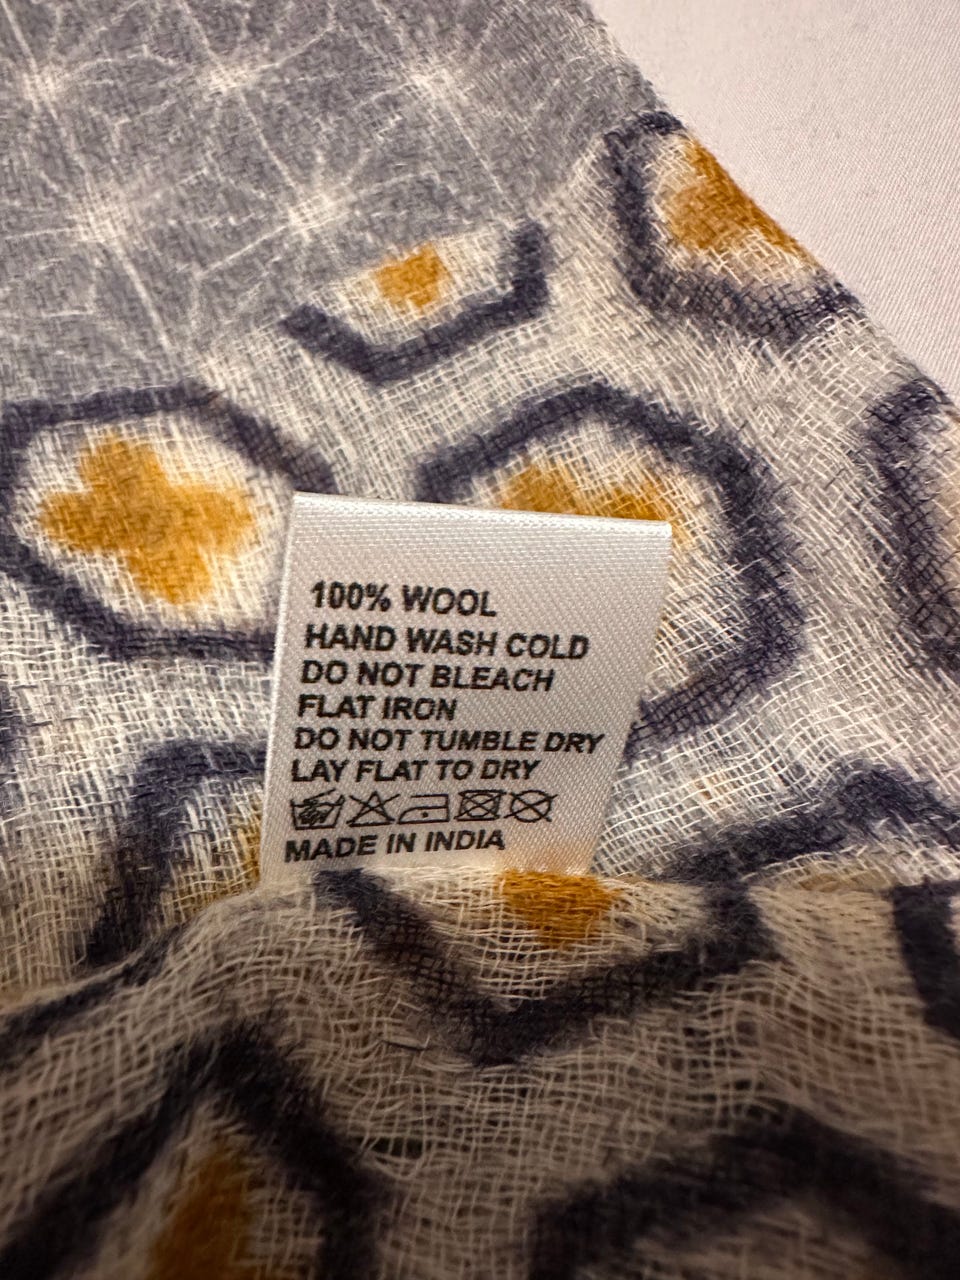 100% WOOL
HAND WASH COLD
DO NOT BLEACH
FLAT IRON
DO NOT TUMBLE DRY
LAY FLAT TO DRY
MADE IN INDIA